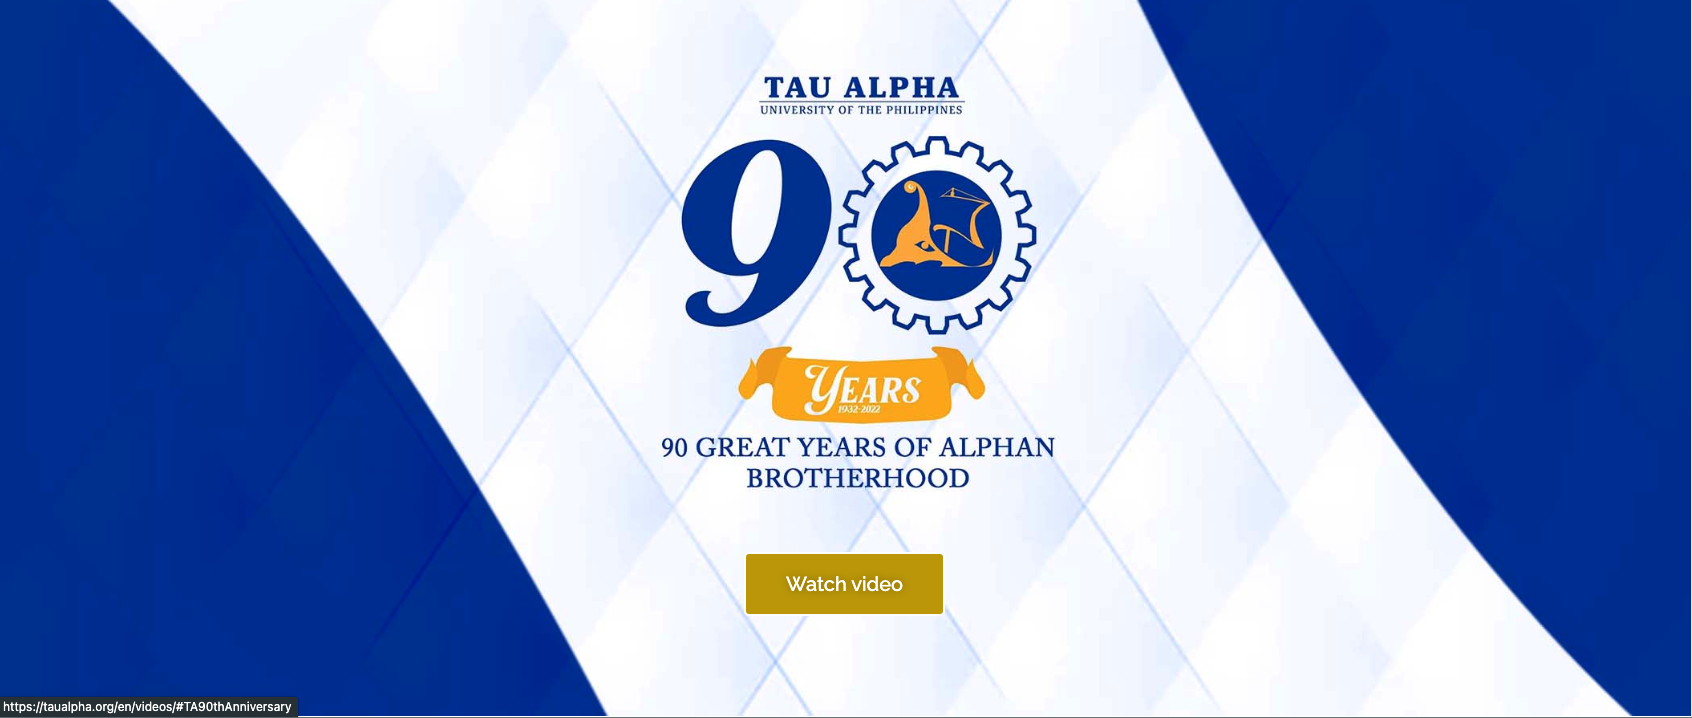 TAU ALPHA
UNIVERSITY OF THE PHILIPPINES
90
YEARS
1932-2022
90 GREAT YEARS OF ALPHAN
BROTHERHOOD
Watch video
https://taualpha.org/en/videos/#TA90thAnniversary